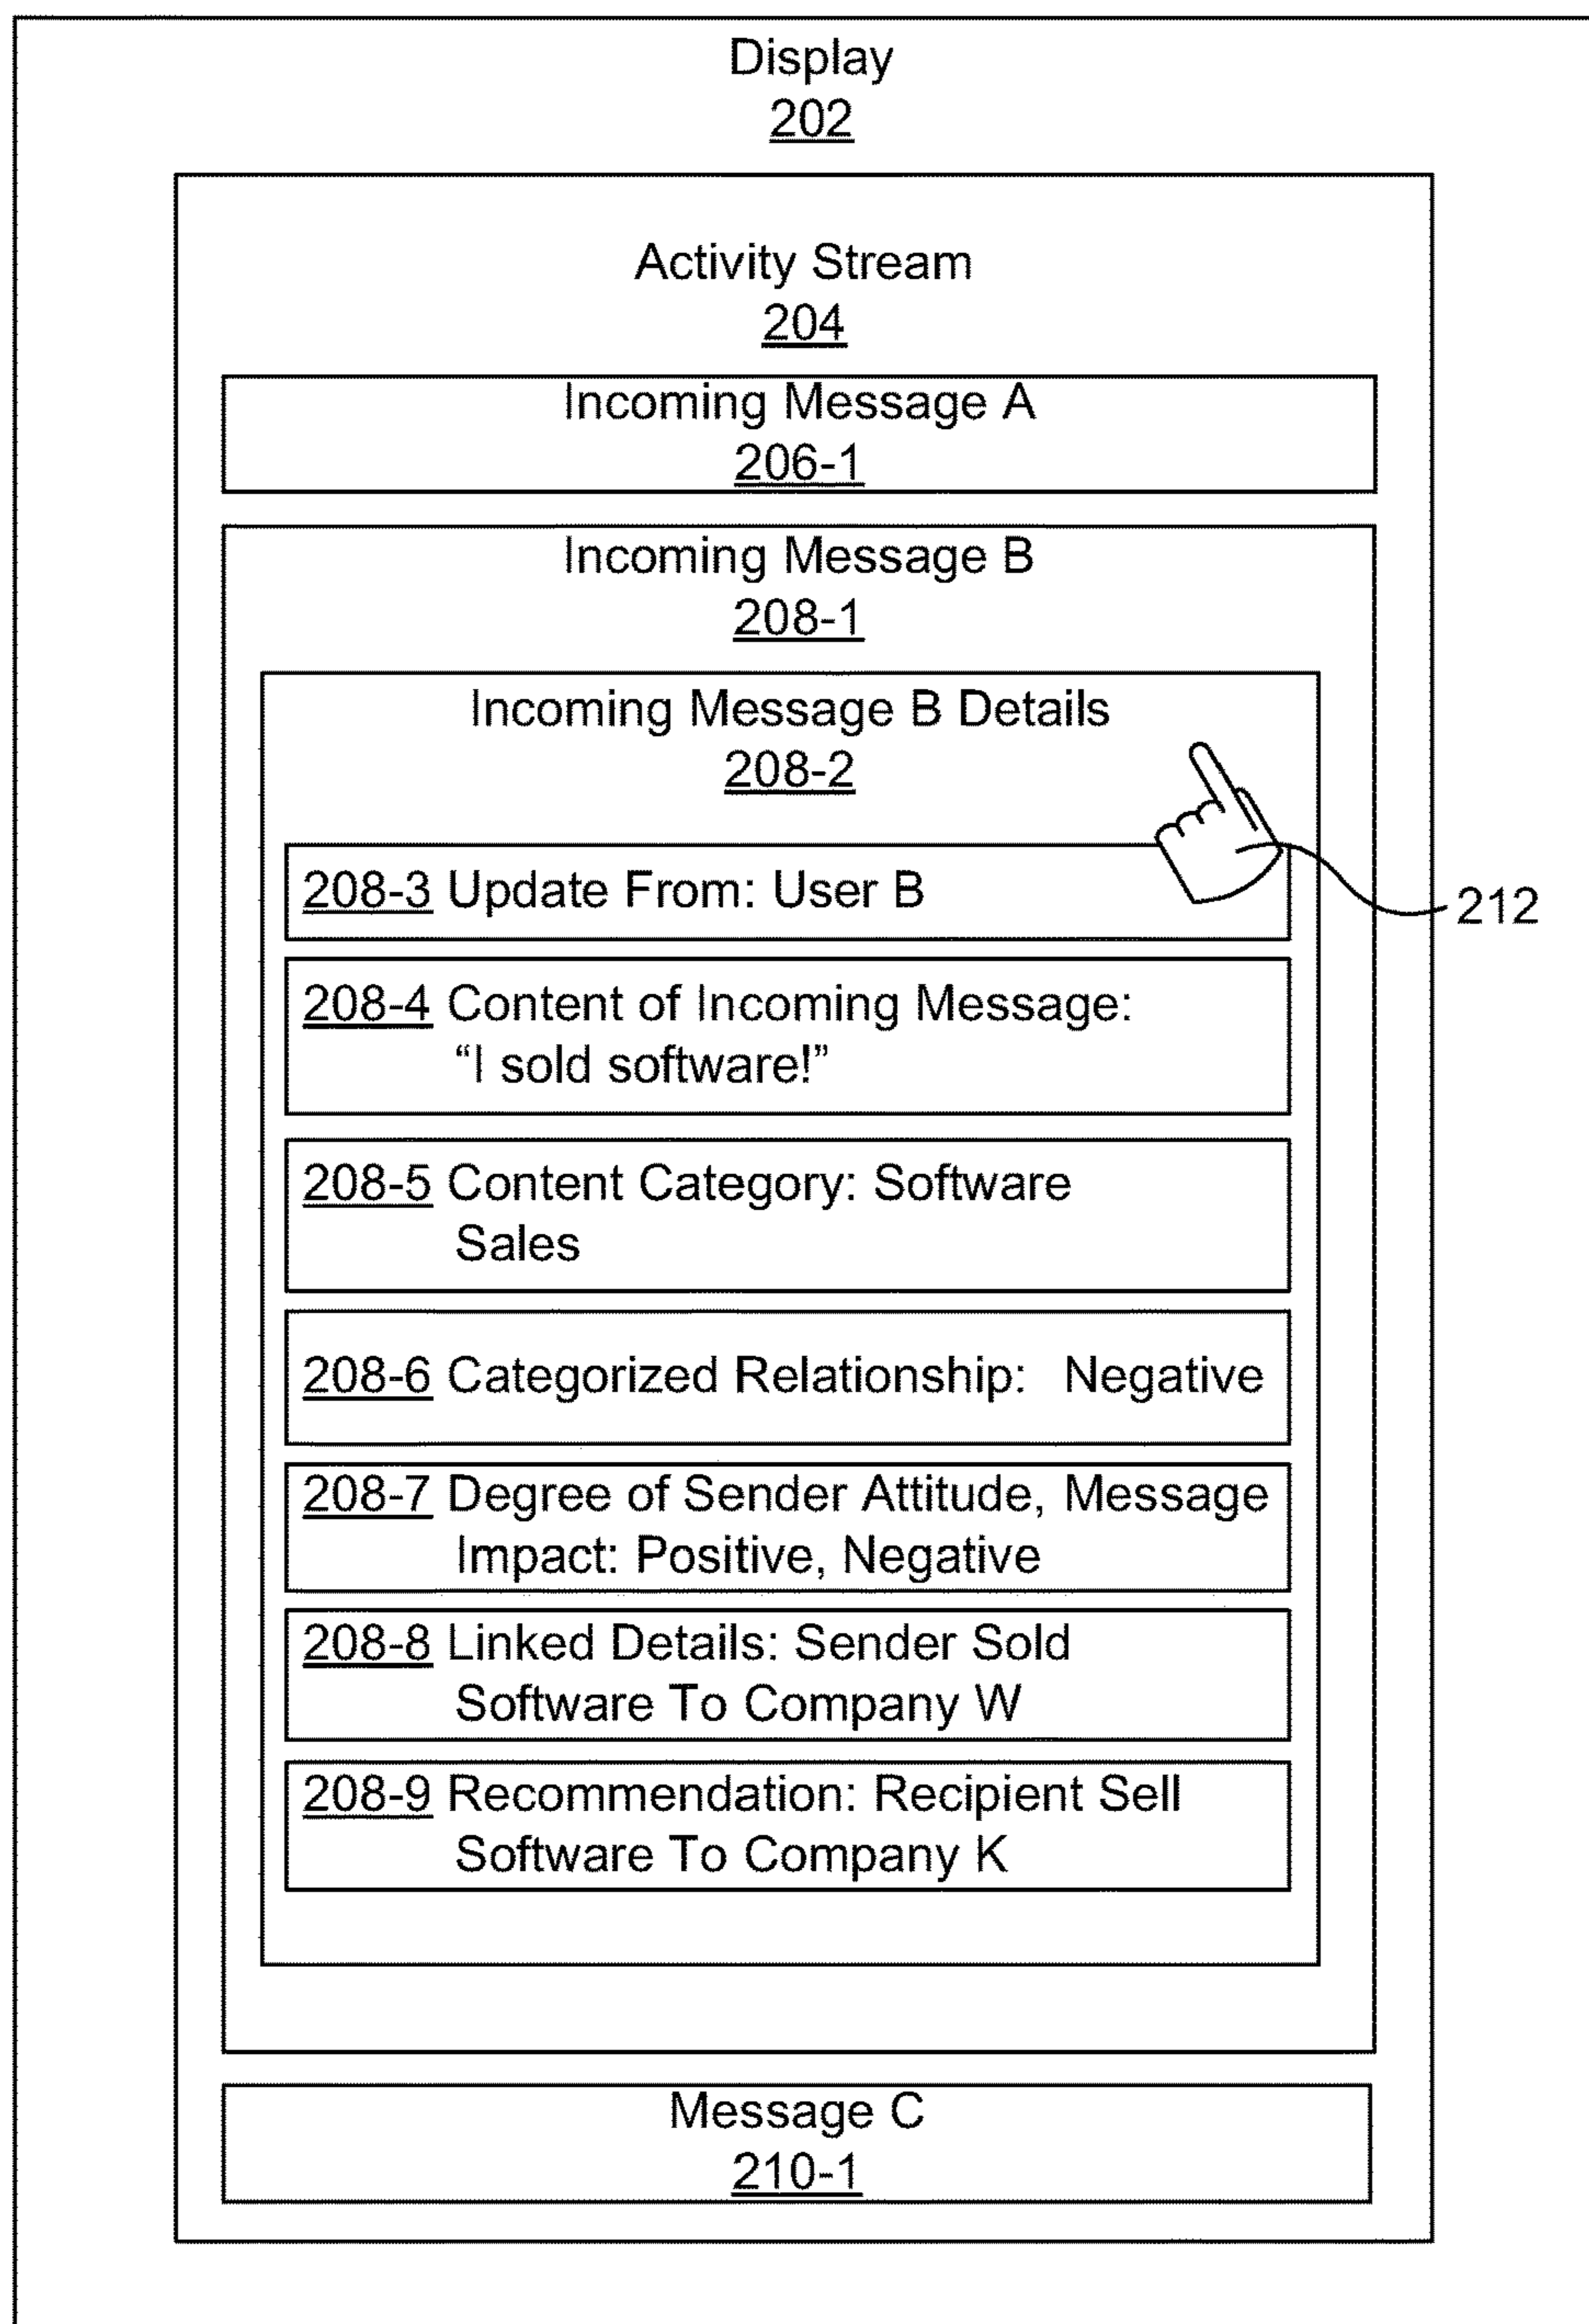 Display
202
Activity Stream
204
Incoming Message A
206-1
Incoming Message B
208-1
Incoming Message B Details
208-2
208-3 Update From: User B
212
208-4 Content of Incoming Message:
“I sold software!”
208-5 Content Category: Software
Sales
208-6 Categorized Relationship: Negative
208-7 Degree of Sender Attitude, Message
Impact: Positive, Negative
208-8 Linked Details: Sender Sold
Software To Company W
208-9 Recommendation: Recipient Sell
Software To Company K
Message C
210-1